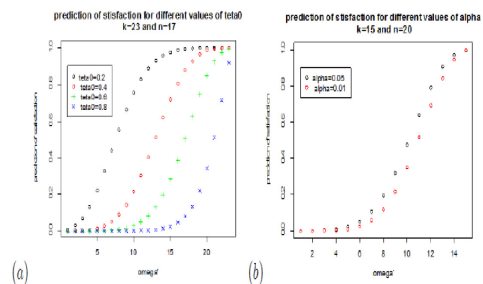 prediction of stisfaction for different values of teta0
k=23 and n=17
prediction of satisfaction
0.0 0.2 0.4 0.6 0.8 1.0
teta0=0.2
teta0=0.4
teta0=0.6
teta0=0.8
5 10 15 20
omega'
(a)
prediction of stisfaction for different values of alpha
k=15 and n=20
prediction of satisfaction
0.0 0.2 0.4 0.6 0.8 1.0
alpha=0.05
alpha=0.01
2 4 6 8 10 12 14
omega'
(b)